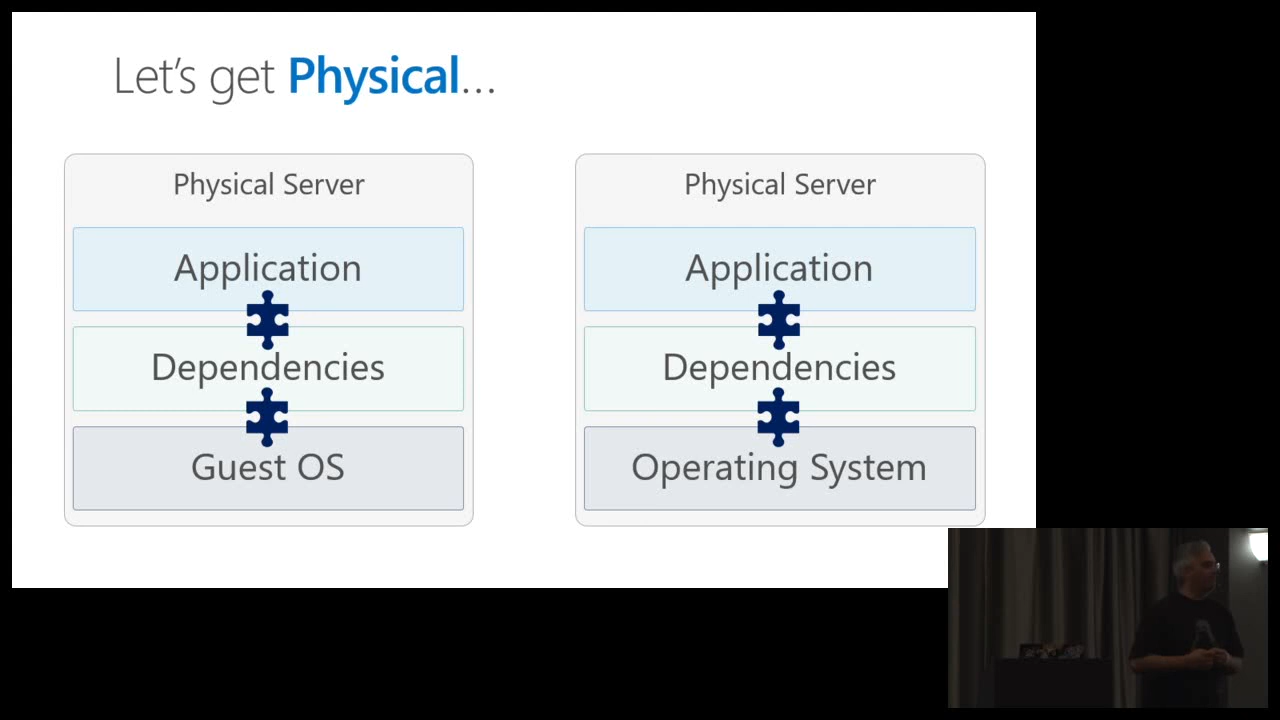 Let's get Physical...
Physical Server
Application
Dependencies
Guest OS
Physical Server
Application
Dependencies
Operating System